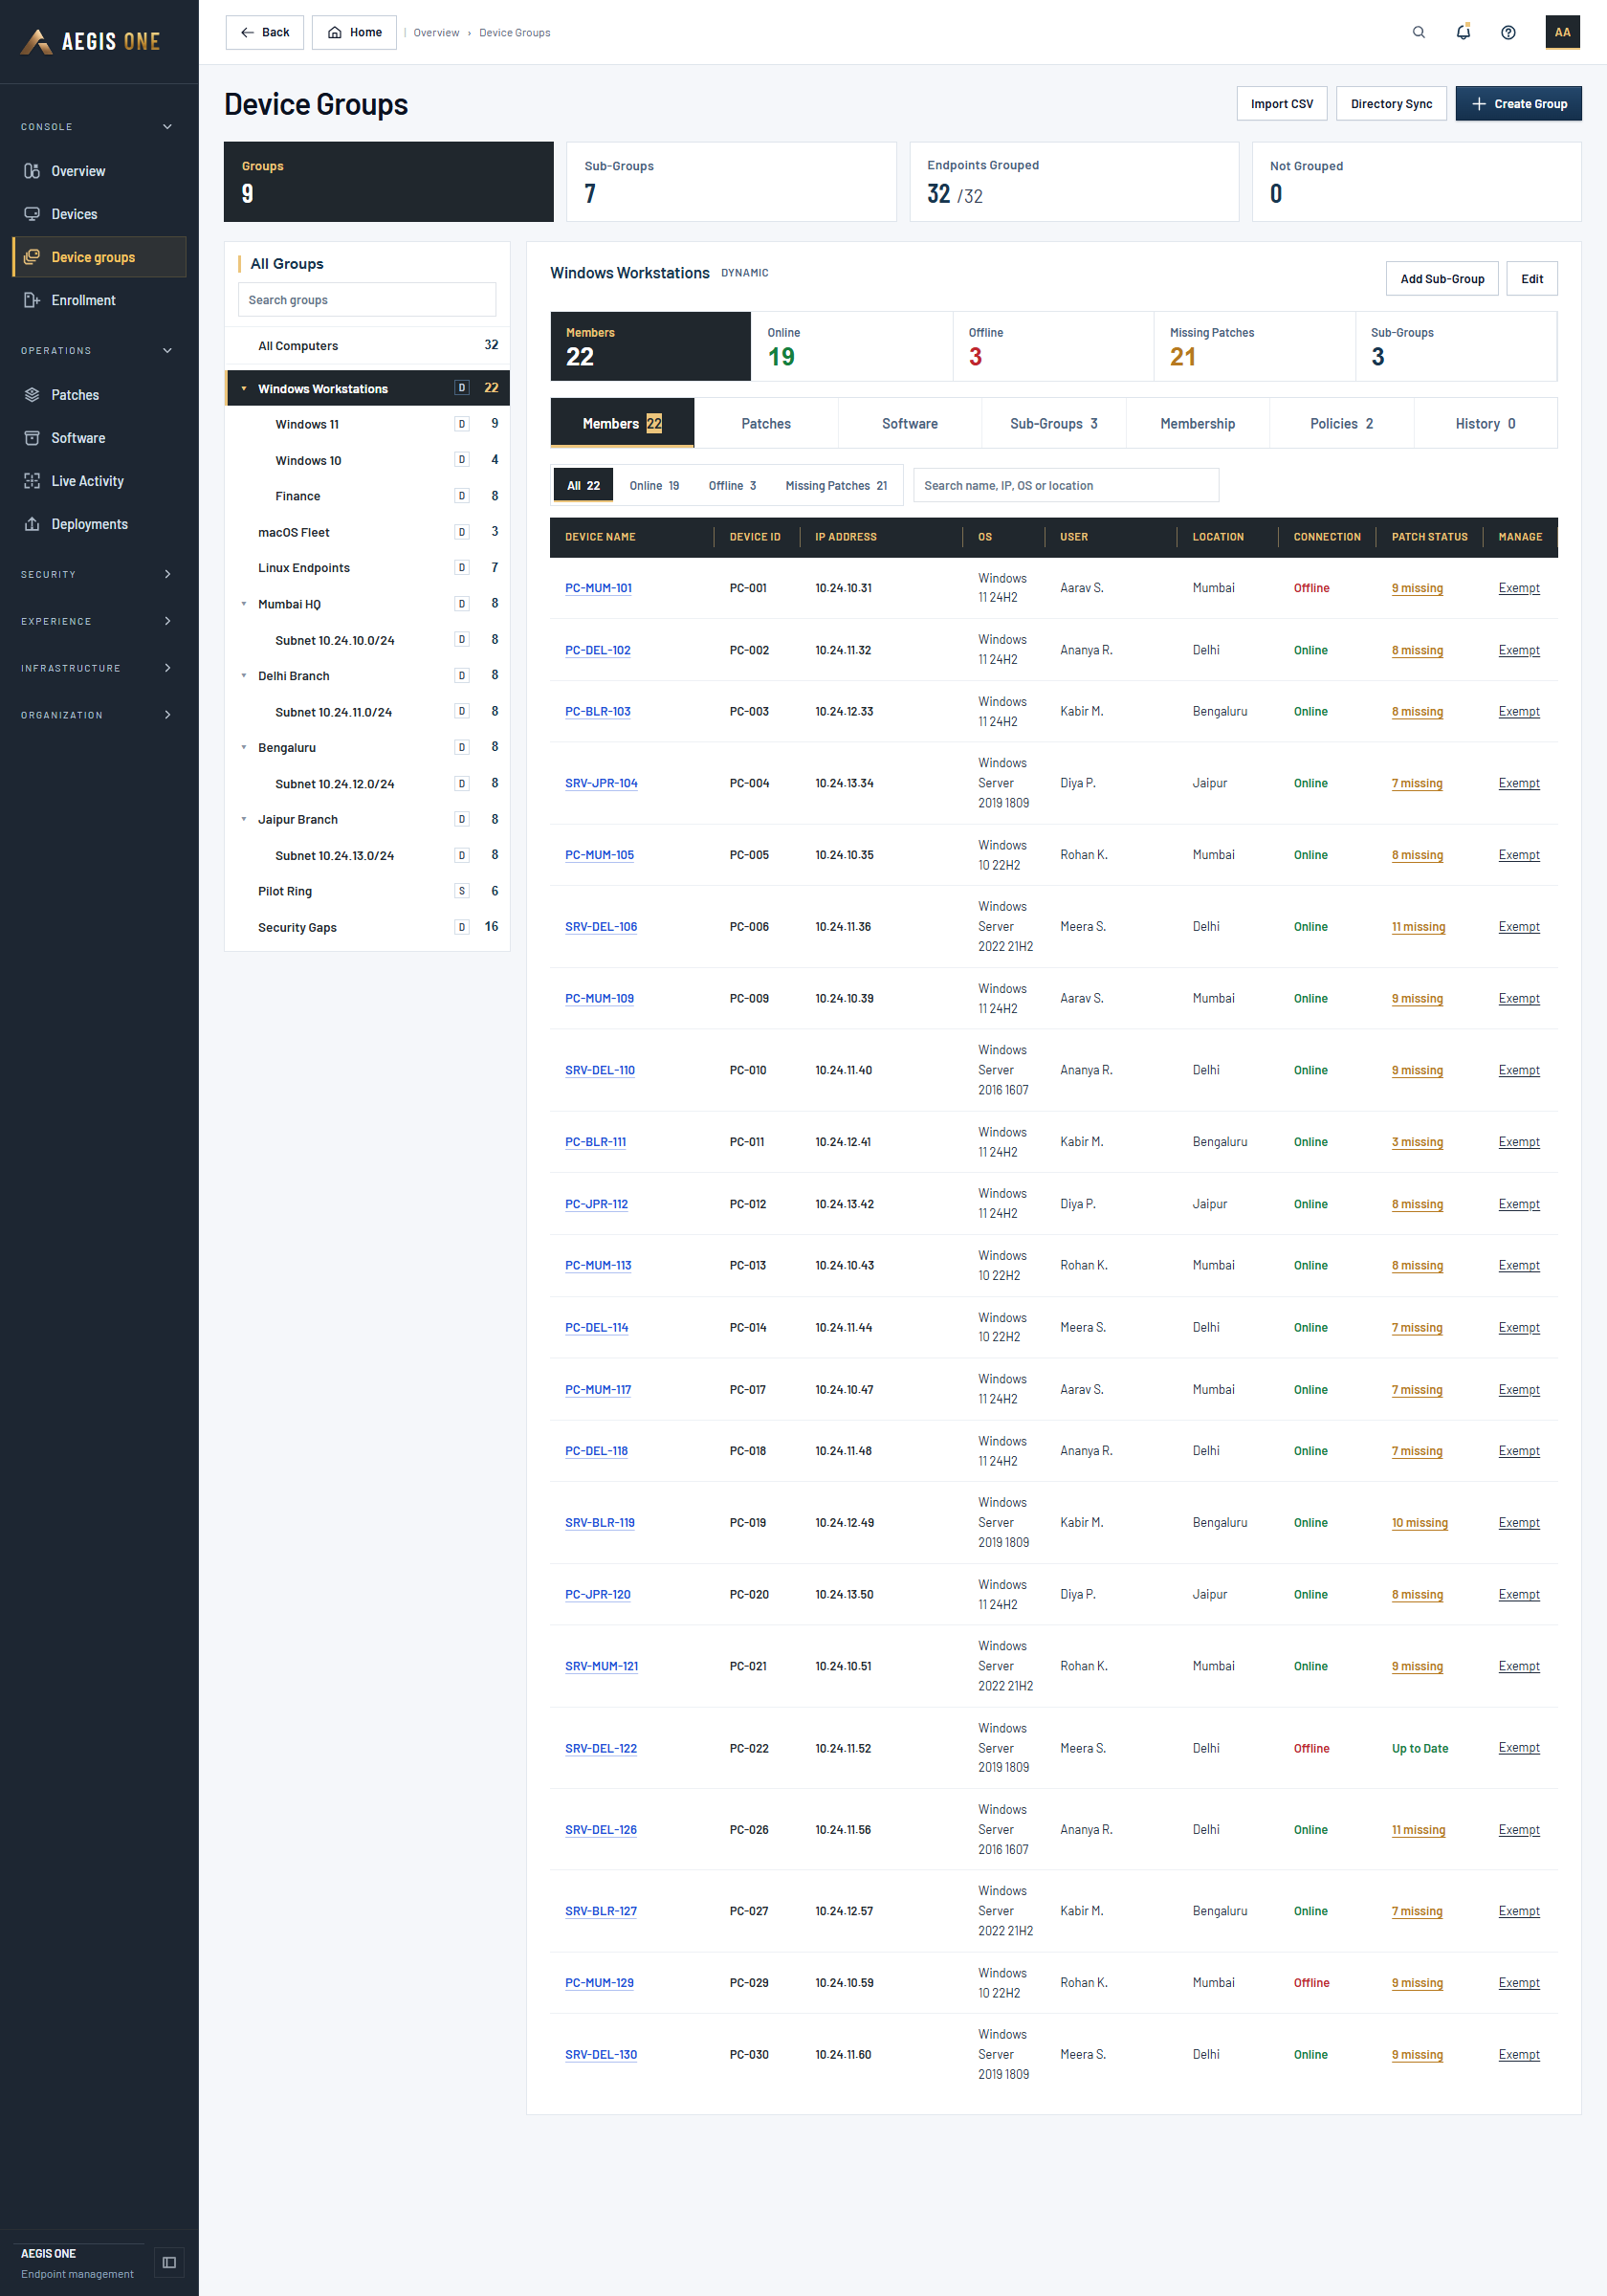 AEGIS ONE
Back
Home
Overview › Device Groups
AA
CONSOLE
Overview
Devices
Device groups
Enrollment
OPERATIONS
Patches
Software
Live Activity
Deployments
SECURITY
EXPERIENCE
INFRASTRUCTURE
ORGANIZATION
AEGIS ONE
Endpoint management
Device Groups
Import CSV
Directory Sync
Create Group
Groups
9
Sub-Groups
7
Endpoints Grouped
32 /32
Not Grouped
0
All Groups
Search groups
All Computers 32
Windows Workstations D 22
Windows 11 D 9
Windows 10 D 4
Finance D 8
macOS Fleet D 3
Linux Endpoints D 7
Mumbai HQ D 8
Subnet 10.24.10.0/24 D 8
Delhi Branch D 8
Subnet 10.24.11.0/24 D 8
Bengaluru D 8
Subnet 10.24.12.0/24 D 8
Jaipur Branch D 8
Subnet 10.24.13.0/24 D 8
Pilot Ring S 6
Security Gaps D 16
Windows Workstations DYNAMIC
Add Sub-Group
Edit
Members
22
Online
19
Offline
3
Missing Patches
21
Sub-Groups
3
Members 22
Patches
Software
Sub-Groups 3
Membership
Policies 2
History 0
All 22
Online 19
Offline 3
Missing Patches 21
Search name, IP, OS or location
DEVICE NAME DEVICE ID IP ADDRESS OS USER LOCATION CONNECTION PATCH STATUS MANAGE
PC-MUM-101 PC-001 10.24.10.31 Windows 11 24H2 Aarav S. Mumbai Offline 9 missing Exempt
PC-DEL-102 PC-002 10.24.11.32 Windows 11 24H2 Ananya R. Delhi Online 8 missing Exempt
PC-BLR-103 PC-003 10.24.12.33 Windows 11 24H2 Kabir M. Bengaluru Online 8 missing Exempt
SRV-JPR-104 PC-004 10.24.13.34 Windows Server 2019 1809 Diya P. Jaipur Online 7 missing Exempt
PC-MUM-105 PC-005 10.24.10.35 Windows 10 22H2 Rohan K. Mumbai Online 8 missing Exempt
SRV-DEL-106 PC-006 10.24.11.36 Windows Server 2022 21H2 Meera S. Delhi Online 11 missing Exempt
PC-MUM-109 PC-009 10.24.10.39 Windows 11 24H2 Aarav S. Mumbai Online 9 missing Exempt
SRV-DEL-110 PC-010 10.24.11.40 Windows Server 2016 1607 Ananya R. Delhi Online 9 missing Exempt
PC-BLR-111 PC-011 10.24.12.41 Windows 11 24H2 Kabir M. Bengaluru Online 3 missing Exempt
PC-JPR-112 PC-012 10.24.13.42 Windows 11 24H2 Diya P. Jaipur Online 8 missing Exempt
PC-MUM-113 PC-013 10.24.10.43 Windows 10 22H2 Rohan K. Mumbai Online 8 missing Exempt
PC-DEL-114 PC-014 10.24.11.44 Windows 10 22H2 Meera S. Delhi Online 7 missing Exempt
PC-MUM-117 PC-017 10.24.10.47 Windows 11 24H2 Aarav S. Mumbai Online 7 missing Exempt
PC-DEL-118 PC-018 10.24.11.48 Windows 11 24H2 Ananya R. Delhi Online 7 missing Exempt
SRV-BLR-119 PC-019 10.24.12.49 Windows Server 2019 1809 Kabir M. Bengaluru Online 10 missing Exempt
PC-JPR-120 PC-020 10.24.13.50 Windows 11 24H2 Diya P. Jaipur Online 8 missing Exempt
SRV-MUM-121 PC-021 10.24.10.51 Windows Server 2022 21H2 Rohan K. Mumbai Online 9 missing Exempt
SRV-DEL-122 PC-022 10.24.11.52 Windows Server 2019 1809 Meera S. Delhi Offline Up to Date Exempt
SRV-DEL-126 PC-026 10.24.11.56 Windows Server 2016 1607 Ananya R. Delhi Online 11 missing Exempt
SRV-BLR-127 PC-027 10.24.12.57 Windows Server 2022 21H2 Kabir M. Bengaluru Online 7 missing Exempt
PC-MUM-129 PC-029 10.24.10.59 Windows 10 22H2 Rohan K. Mumbai Offline 9 missing Exempt
SRV-DEL-130 PC-030 10.24.11.60 Windows Server 2019 1809 Meera S. Delhi Online 9 missing Exempt